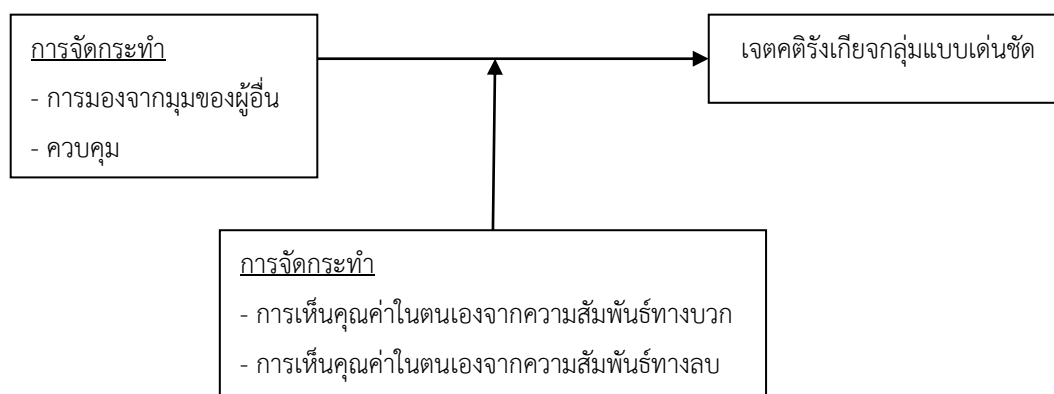 การจัดกระทำ
- การมองจากมุมของผู้อื่น
- ควบคุม
เจตคติรังเกียจกลุ่มแบบเด่นชัด
การจัดกระทำ
- การเห็นคุณค่าในตนเองจากความสัมพันธ์ทางบวก
- การเห็นคุณค่าในตนเองจากความสัมพันธ์ทางลบ